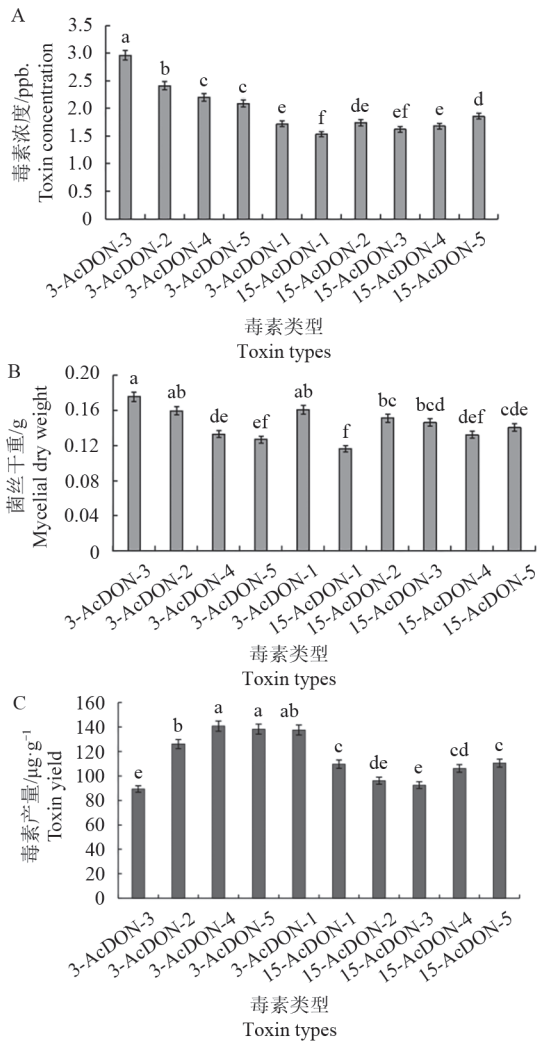 A
毒素浓度/ppb.
Toxin concentration
3.5
3.0
2.5
2.0
1.5
1.0
0.5
0
a
b
c
c
e
f
de
ef
e
d
3-AcDON-3
3-AcDON-2
3-AcDON-4
3-AcDON-5
3-AcDON-1
15-AcDON-1
15-AcDON-2
15-AcDON-3
15-AcDON-4
15-AcDON-5
毒素类型
Toxin types
B
菌丝干重/g
Mycelial dry weight
0.20
0.16
0.12
0.04
0
a
ab
de
ef
ab
f
bc
bcd
def
cde
3-AcDON-3
3-AcDON-2
3-AcDON-4
3-AcDON-5
3-AcDON-1
15-AcDON-1
15-AcDON-2
15-AcDON-3
15-AcDON-4
15-AcDON-5
毒素类型
Toxin types
C
毒素产量/μg·g⁻¹
Toxin yield
160
140
120
100
80
60
40
20
0
e
b
a
a
ab
c
de
e
cd
c
3-AcDON-3
3-AcDON-2
3-AcDON-4
3-AcDON-5
3-AcDON-1
15-AcDON-1
15-AcDON-2
15-AcDON-3
15-AcDON-4
15-AcDON-5
毒素类型
Toxin types